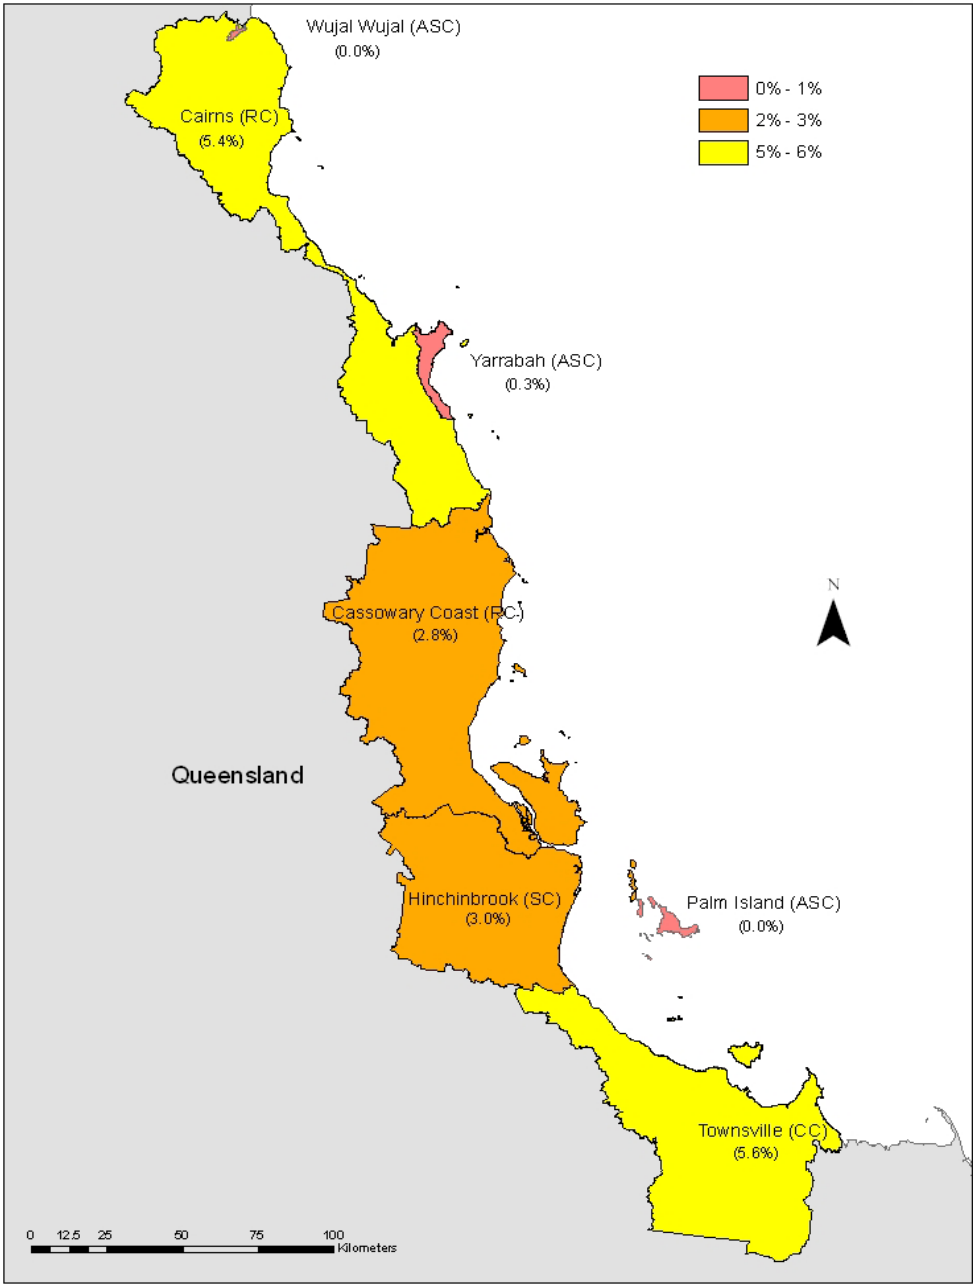 Wujal Wujal (ASC)
(0.0%)
0% - 1%
2% - 3%
5% - 6%
Cairns (RC)
(5.4%)
Yarrabah (ASC)
(0.3%)
N
Cassowary Coast (RC)
(2.8%)
Queensland
Hinchinbrook (SC)
(3.0%)
Palm Island (ASC)
(0.0%)
Townsville (CC)
(5.6%)
0 12.5 25 50 75 100
Kilometers